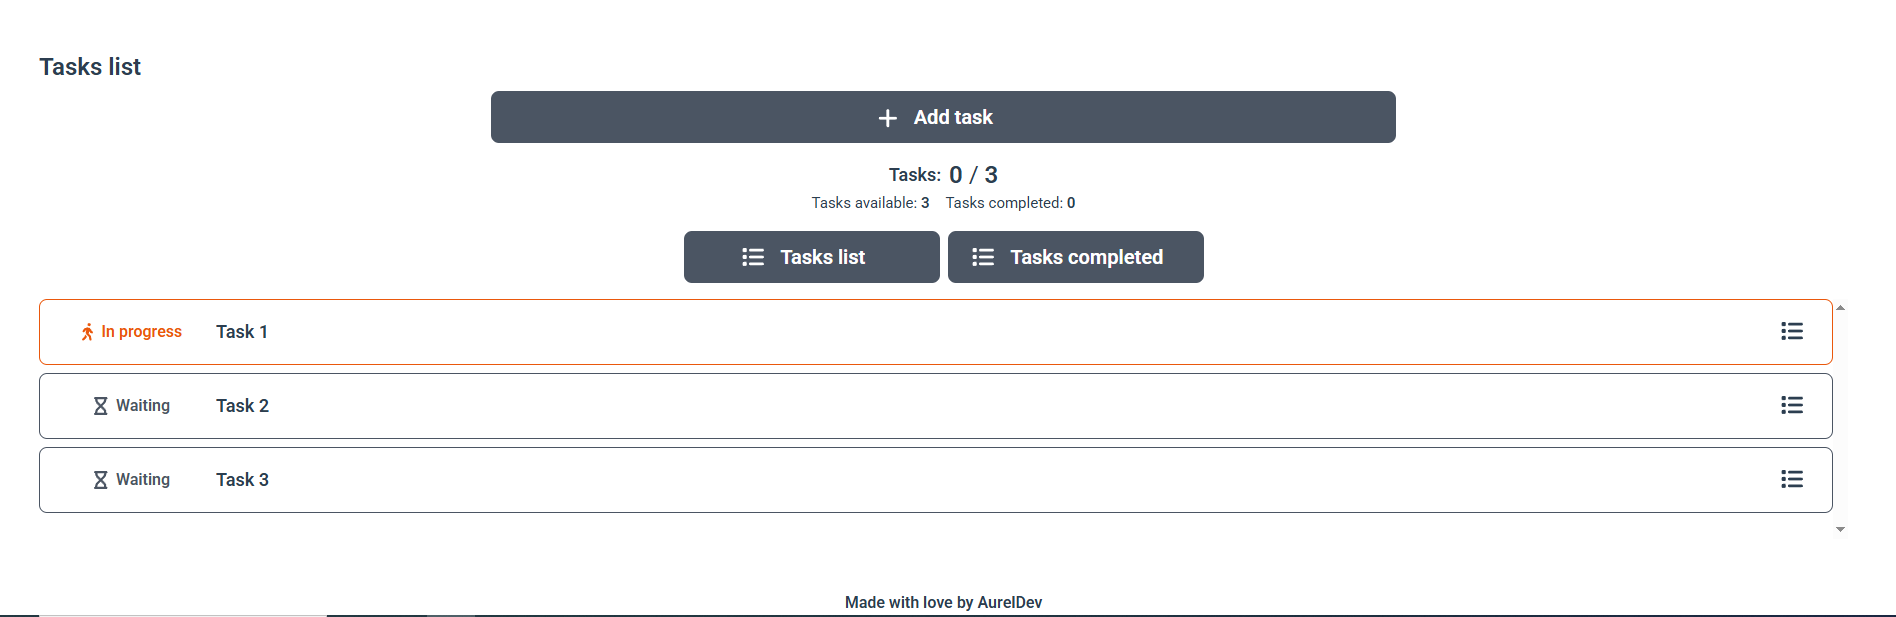 Tasks list
Add task
Tasks: 0 / 3
Tasks available: 3 Tasks completed: 0
Tasks list Tasks completed
In progress Task 1
Waiting Task 2
Waiting Task 3
Made with love by AurelDev